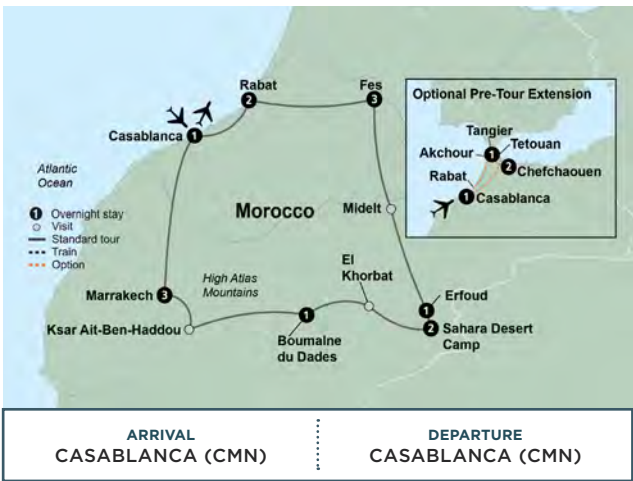 Rabat
2
Fes
3
Casablanca 1
Optional Pre-Tour Extension
Tangier
1 Tetouan
Akchour
2 Chefchaouen
Rabat
1 Casablanca
Atlantic
Ocean
1 Overnight stay
Visit
Standard tour
Train
Option
Morocco
Midelt
El
Khorbat
High Atlas
Mountains
Marrakech 3
Erfoud
1
Ksar Ait-Ben-Haddou
1
Boumalne
du Dades
2 Sahara Desert
Camp
ARRIVAL
CASABLANCA (CMN)
DEPARTURE
CASABLANCA (CMN)